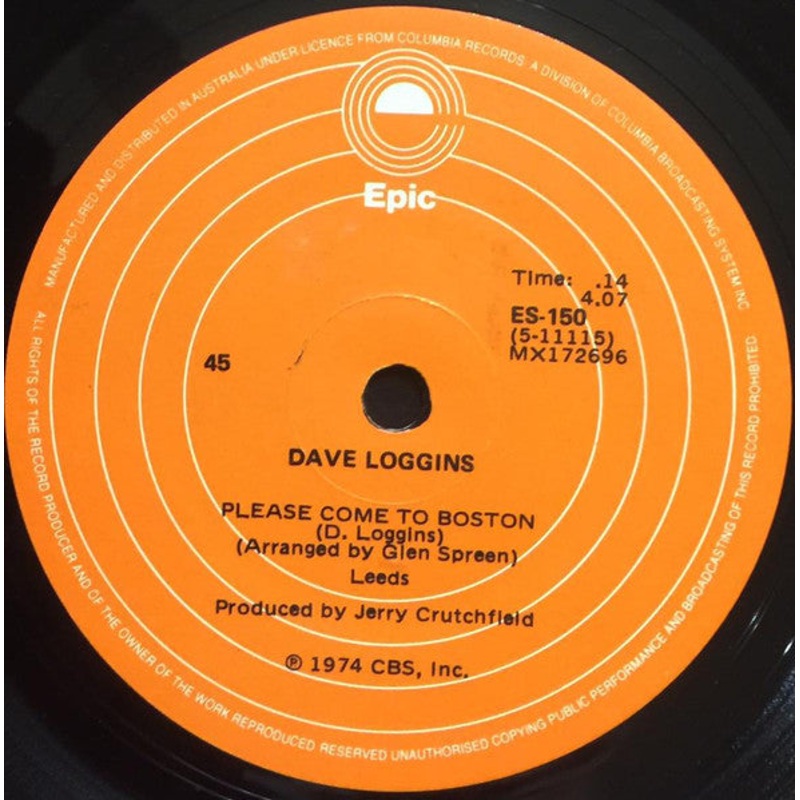 MANUFACTURED AND DISTRIBUTED IN AUSTRALIA UNDER LICENCE FROM COLUMBIA RECORDS A DIVISION OF COLUMBIA BROADCASTING SYSTEM INC
Epic
Time: .14
4.07
ES-150
(5-11115)
MX172696
45
DAVE LOGGINS
PLEASE COME TO BOSTON
(D. Loggins)
(Arranged by Glen Spreen)
Leeds
Produced by Jerry Crutchfield
℗ 1974 CBS, Inc.
ALL RIGHTS OF THE RECORD PRODUCER AND OF THE OWNER OF THE WORK REPRODUCED RESERVED UNAUTHORISED COPYING PUBLIC PERFORMANCE AND BROADCASTING OF THIS RECORD PROHIBITED